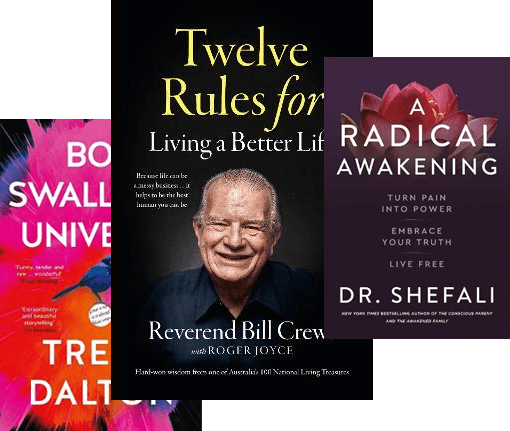 BO
SWALL
UNIVE
'Funny, tender and
raw ... wonderful'
'Extraordinary
and beautiful
storytelling'
TRE
DALTON
Twelve
Rules for
Living a Better Lif
Because life can be
a messy business ... it
helps to be the best
human you can be
Reverend Bill Crew
with ROGER JOYCE
Hard-won wisdom from one of Australia's 100 National Living Treasures
A
RADICAL
AWAKENING
TURN PAIN
INTO POWER
EMBRACE
YOUR TRUTH
LIVE FREE
DR. SHEFALI
NEW YORK TIMES BESTSELLING AUTHOR OF THE CONSCIOUS PARENT
AND THE AWAKENED FAMILY